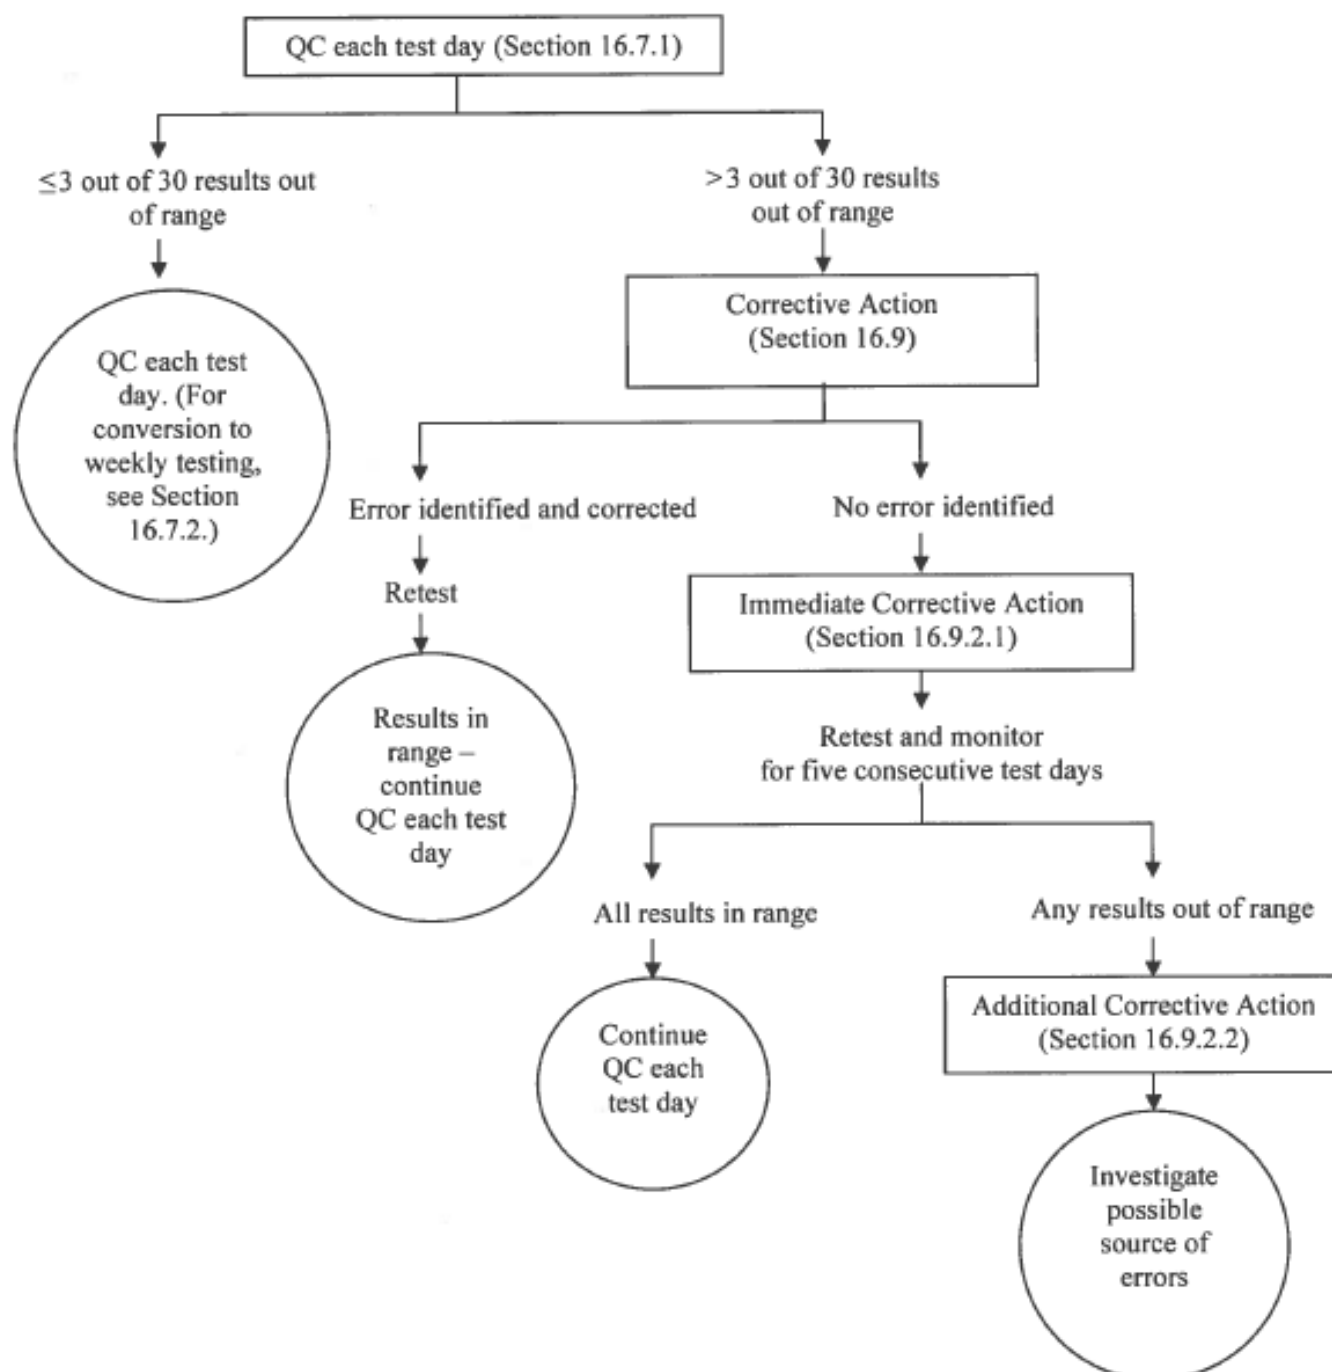 QC each test day (Section 16.7.1)
≤3 out of 30 results out
of range
>3 out of 30 results
out of range
QC each test
day. (For
conversion to
weekly testing,
see Section
16.7.2.)
Corrective Action
(Section 16.9)
Error identified and corrected
No error identified
Retest
Immediate Corrective Action
(Section 16.9.2.1)
Results in
range –
continue
QC each test
day
Retest and monitor
for five consecutive test days
All results in range
Any results out of range
Continue
QC each
test day
Additional Corrective Action
(Section 16.9.2.2)
Investigate
possible
source of
errors